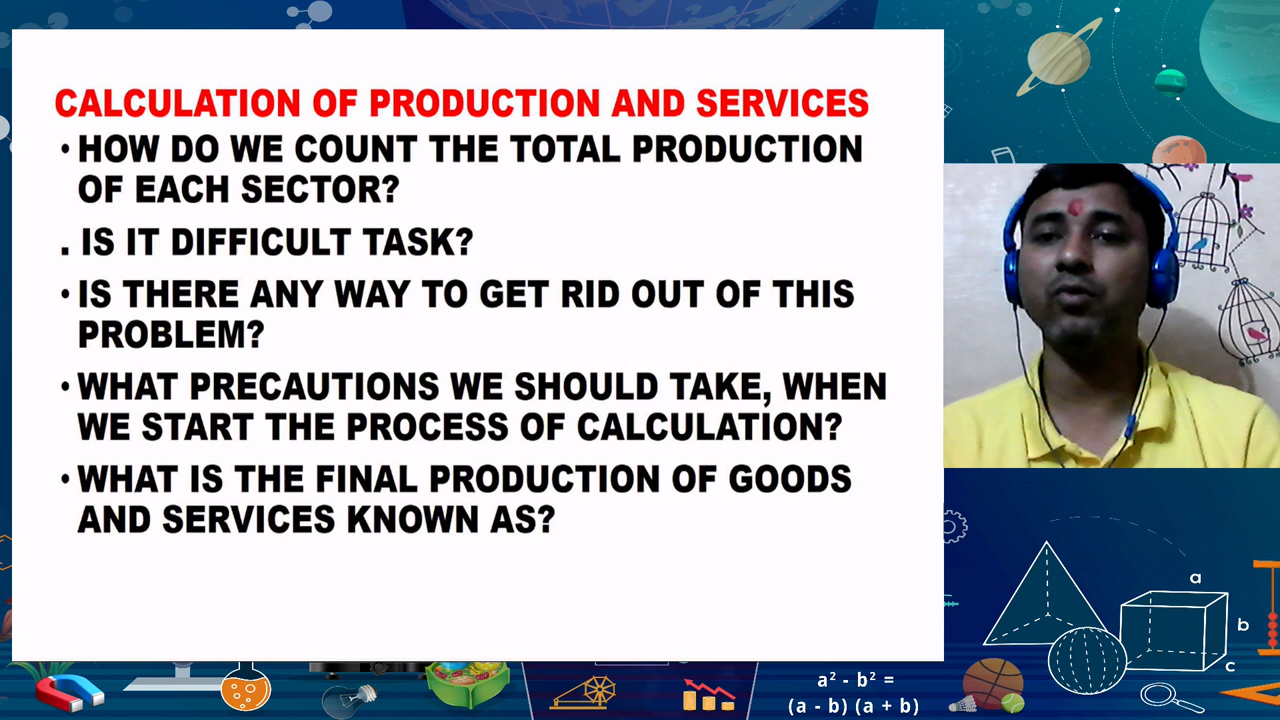 CALCULATION OF PRODUCTION AND SERVICES
• HOW DO WE COUNT THE TOTAL PRODUCTION
OF EACH SECTOR?
. IS IT DIFFICULT TASK?
• IS THERE ANY WAY TO GET RID OUT OF THIS
PROBLEM?
• WHAT PRECAUTIONS WE SHOULD TAKE, WHEN
WE START THE PROCESS OF CALCULATION?
• WHAT IS THE FINAL PRODUCTION OF GOODS
AND SERVICES KNOWN AS?
a
b
c
a² - b² =
(a - b) (a + b)